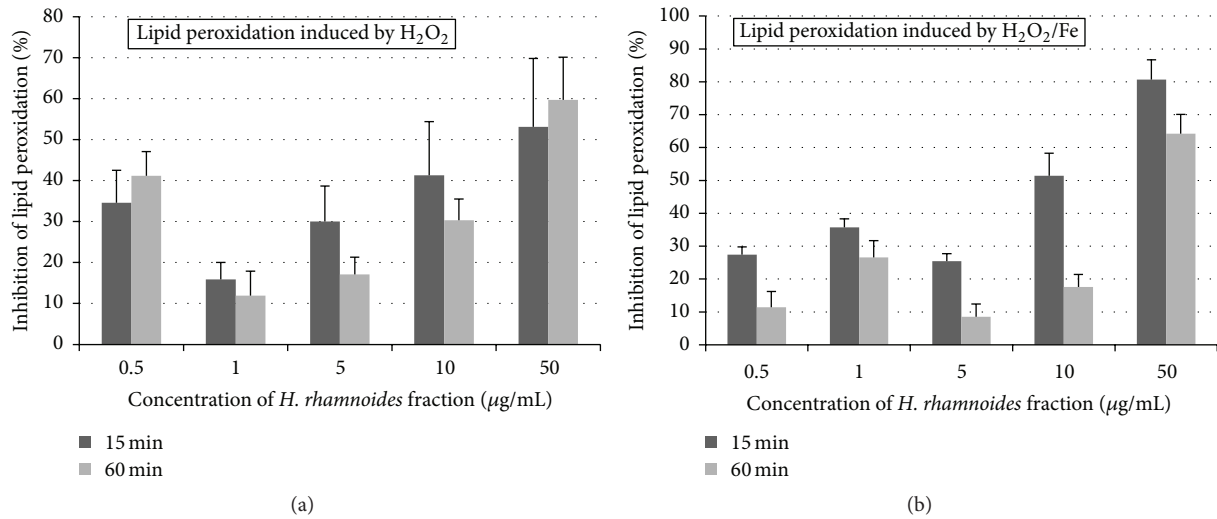 Lipid peroxidation induced by H₂O₂
Inhibition of lipid peroxidation (%)
80
70
60
50
40
30
20
10
0
0.5 1 5 10 50
Concentration of H. rhamnoides fraction (µg/mL)
15 min
60 min
(a)
Lipid peroxidation induced by H₂O₂/Fe
Inhibition of lipid peroxidation (%)
100
90
80
70
60
50
40
30
20
10
0
0.5 1 5 10 50
Concentration of H. rhamnoides fraction (µg/mL)
15 min
60 min
(b)